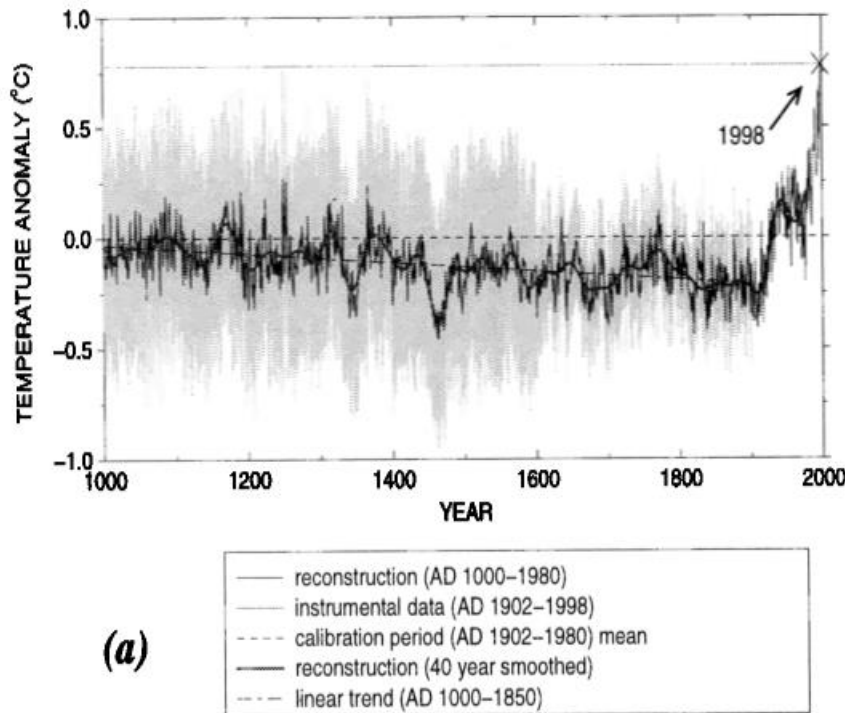 1.0
0.5
0.0
−0.5
−1.0
TEMPERATURE ANOMALY (°C)
1998
1000 1200 1400 1600 1800 2000
YEAR
reconstruction (AD 1000–1980)
instrumental data (AD 1902–1998)
calibration period (AD 1902–1980) mean
reconstruction (40 year smoothed)
linear trend (AD 1000–1850)
(a)